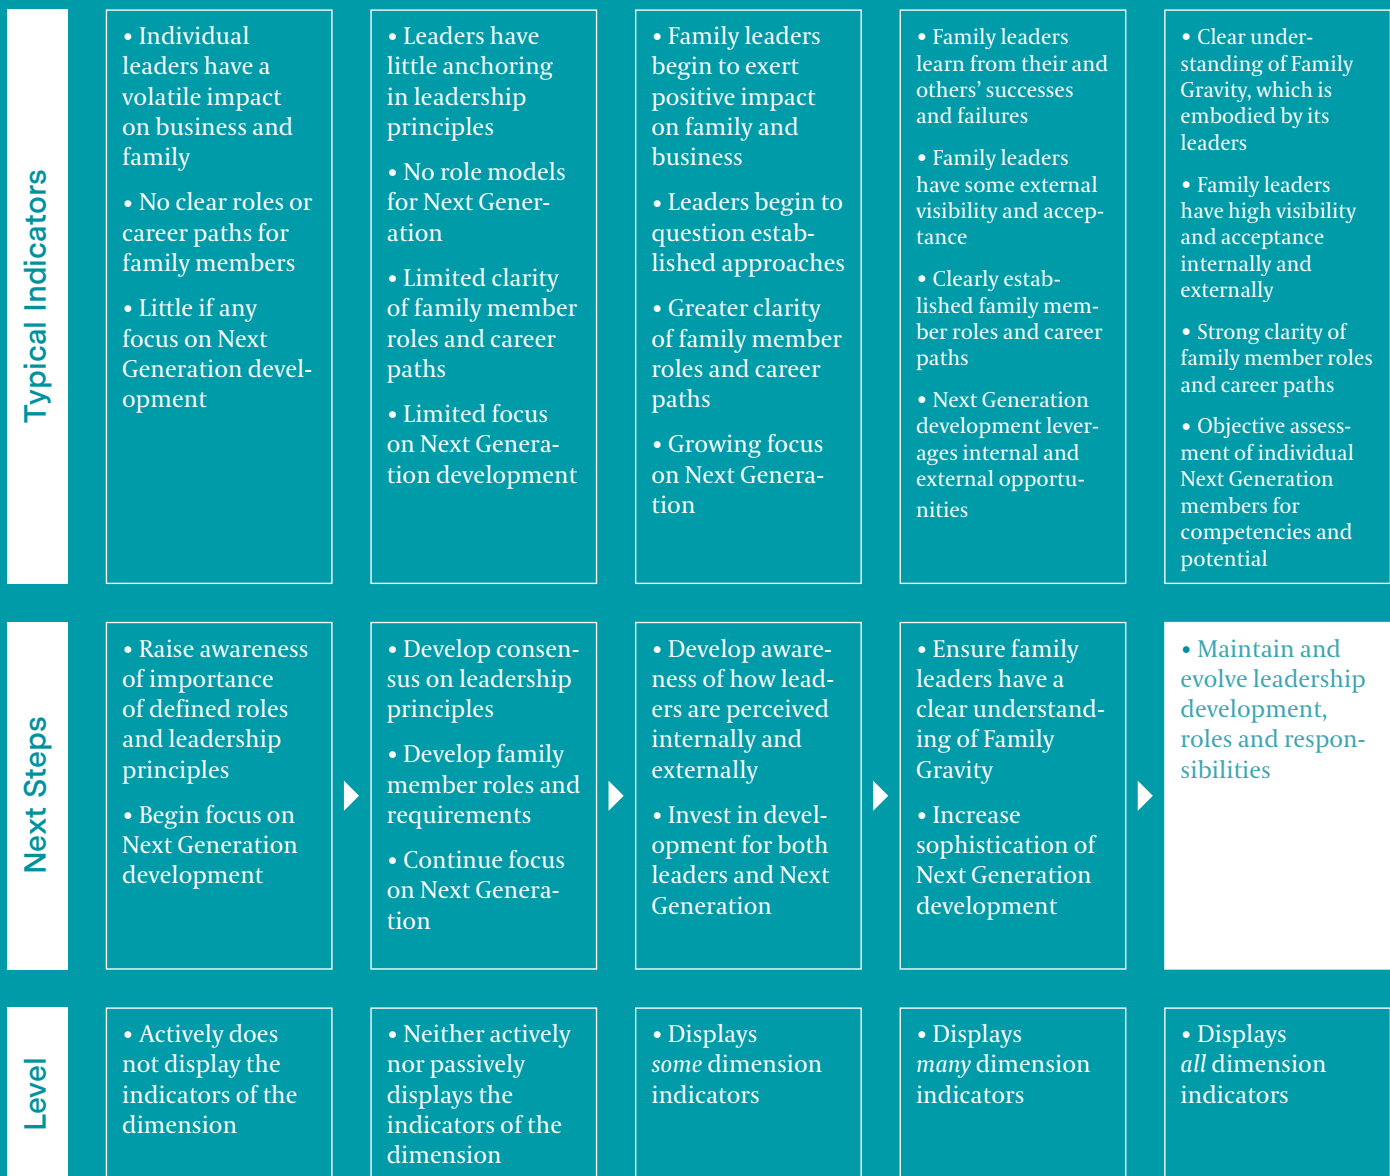 Typical Indicators
• Individual
leaders have a
volatile impact
on business and
family
• No clear roles or
career paths for
family members
• Little if any
focus on Next
Generation devel-
opment
• Leaders have
little anchoring
in leadership
principles
• No role models
for Next Gener-
ation
• Limited clarity
of family member
roles and career
paths
• Limited focus
on Next Genera-
tion development
• Family leaders
begin to exert
positive impact
on family and
business
• Leaders begin to
question estab-
lished approaches
• Greater clarity
of family member
roles and career
paths
• Growing focus
on Next Genera-
tion
• Family leaders
learn from their and
others’ successes
and failures
• Family leaders
have some external
visibility and accep-
tance
• Clearly estab-
lished family mem-
ber roles and career
paths
• Next Generation
development lever-
ages internal and
external opportu-
nities
• Clear under-
standing of Family
Gravity, which is
embodied by its
leaders
• Family leaders
have high visibility
and acceptance
internally and
externally
• Strong clarity of
family member roles
and career paths
• Objective assess-
ment of individual
Next Generation
members for
competencies and
potential
Next Steps
• Raise awareness
of importance
of defined roles
and leadership
principles
• Begin focus on
Next Generation
development
• Develop consen-
sus on leadership
principles
• Develop family
member roles and
requirements
• Continue focus
on Next Genera-
tion
• Develop aware-
ness of how lead-
ers are perceived
internally and
externally
• Invest in devel-
opment for both
leaders and Next
Generation
• Ensure family
leaders have a
clear understand-
ing of Family
Gravity
• Increase
sophistication of
Next Generation
development
• Maintain and
evolve leadership
development,
roles and respon-
sibilities
Level
• Actively does
not display the
indicators of the
dimension
• Neither actively
nor passively
displays the
indicators of the
dimension
• Displays
some dimension
indicators
• Displays
many dimension
indicators
• Displays
all dimension
indicators